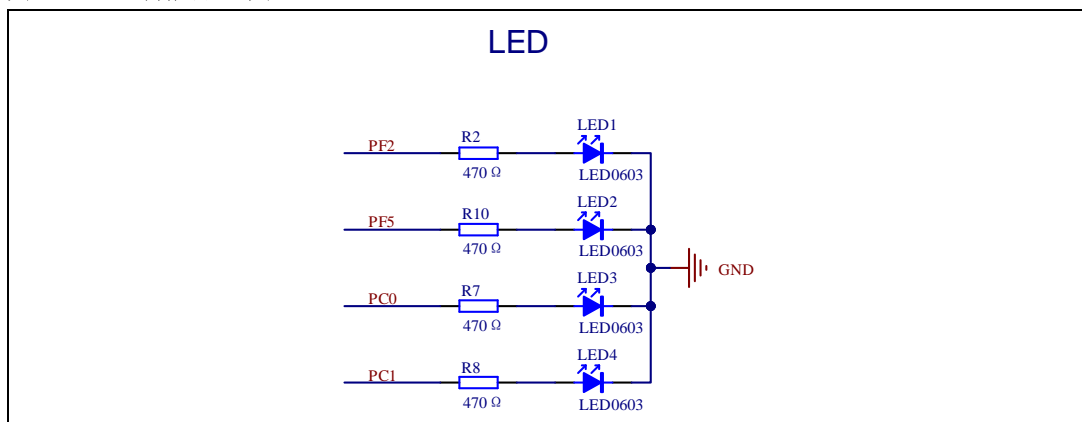 LED
LED1
PF2 R2
470 Ω LED0603
LED2
PF5 R10
470 Ω LED0603
GND
LED3
PC0 R7
470 Ω LED0603
LED4
PC1 R8
470 Ω LED0603